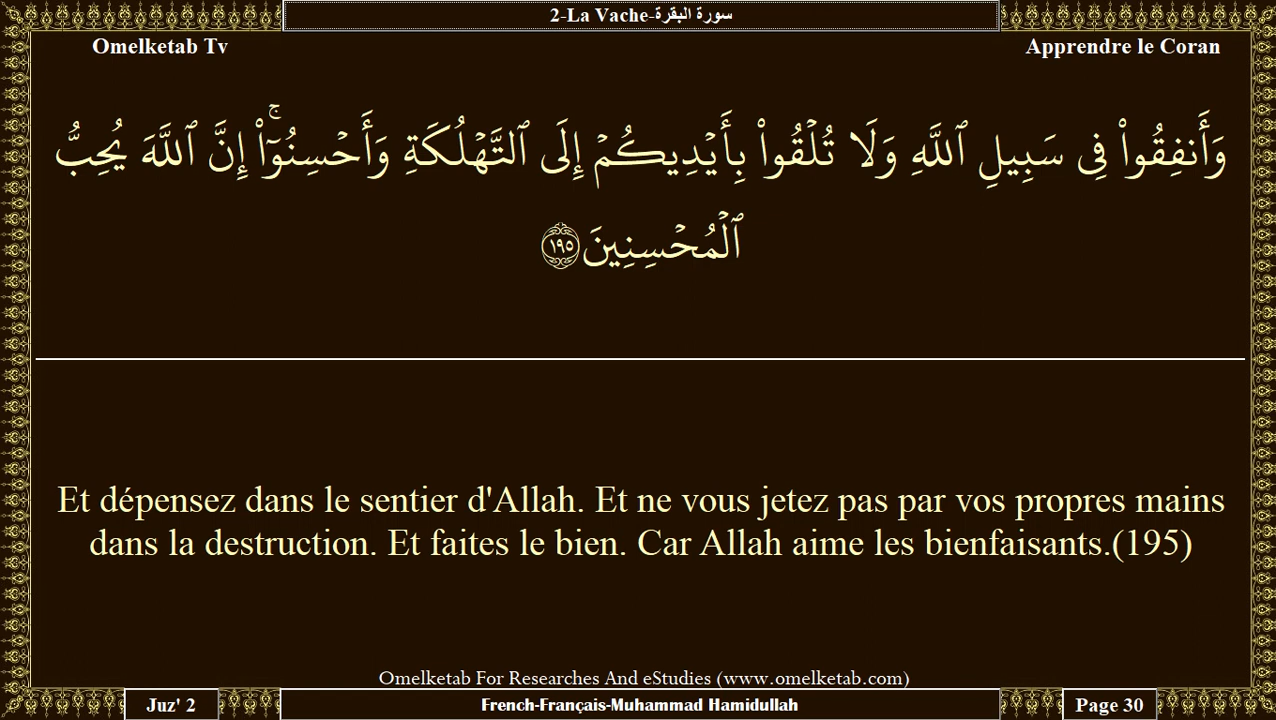 2-La Vache-سورة البقرة
Omelketab Tv
Apprendre le Coran
وَأَنفِقُوا۟ فِى سَبِيلِ ٱللَّهِ وَلَا تُلْقُوا۟ بِأَيْدِيكُمْ إِلَى ٱلتَّهْلُكَةِ وَأَحْسِنُوٓا۟ ۛ إِنَّ ٱللَّهَ يُحِبُّ
ٱلْمُحْسِنِينَ ١٩٥
Et dépensez dans le sentier d'Allah. Et ne vous jetez pas par vos propres mains
dans la destruction. Et faites le bien. Car Allah aime les bienfaisants.(195)
Omelketab For Researches And eStudies (www.omelketab.com)
Juz' 2
French-Français-Muhammad Hamidullah
Page 30